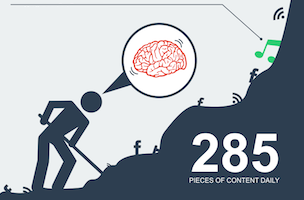 285
PIECES OF CONTENT DAILY